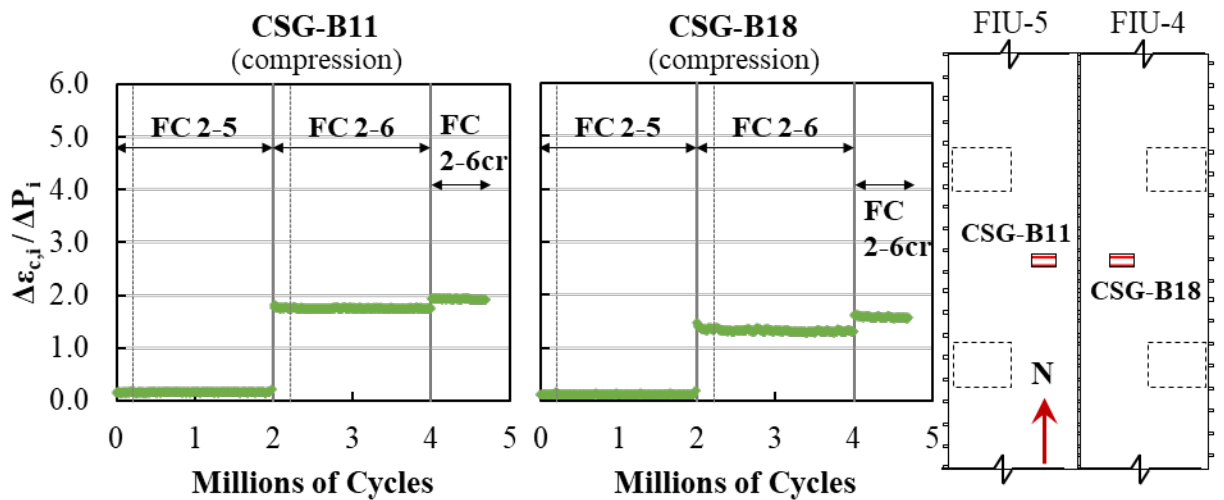 CSG-B11
(compression)
6.0
5.0
4.0
3.0
2.0
1.0
0.0
Δε_c,i / ΔP_i
FC 2-5
FC 2-6
FC
2-6cr
0 1 2 3 4 5
Millions of Cycles
CSG-B18
(compression)
FC 2-5
FC 2-6
FC
2-6cr
0 1 2 3 4 5
Millions of Cycles
FIU-5 FIU-4
CSG-B11
CSG-B18
N